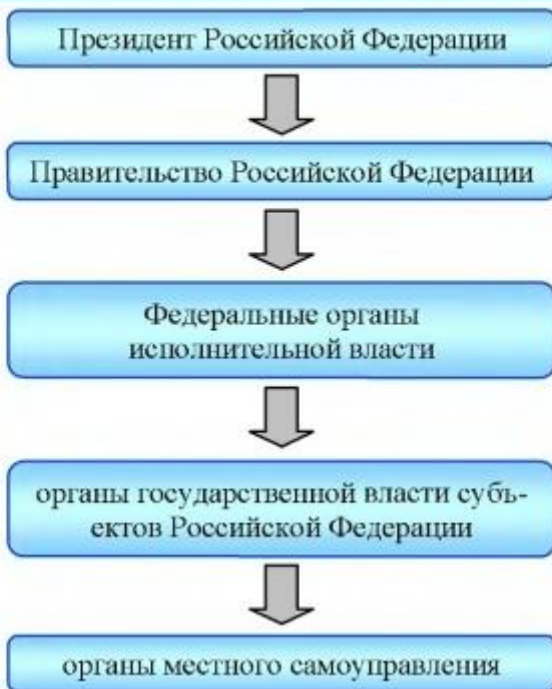 Президент Российской Федерации
Правительство Российской Федерации
Федеральные органы
исполнительной власти
органы государственной власти субъ-
ектов Российской Федерации
органы местного самоуправления